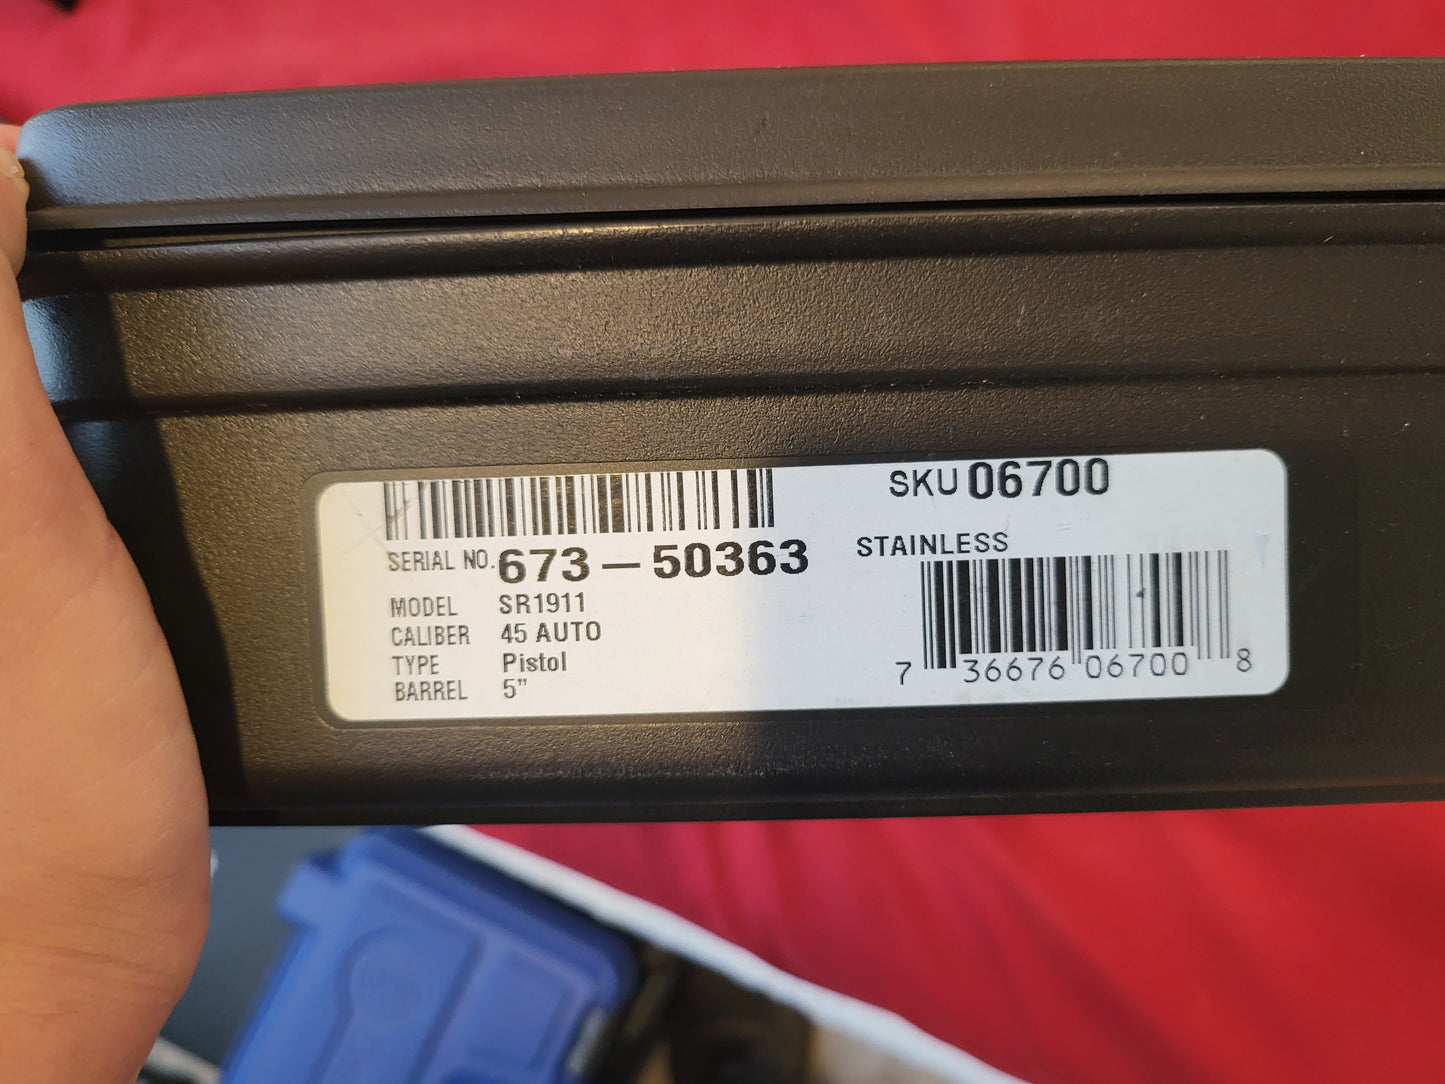 SKU 06700
SERIAL NO. 673-50363
STAINLESS
MODEL SR1911
CALIBER 45 AUTO
TYPE Pistol
BARREL 5"
7 36676 06700 8